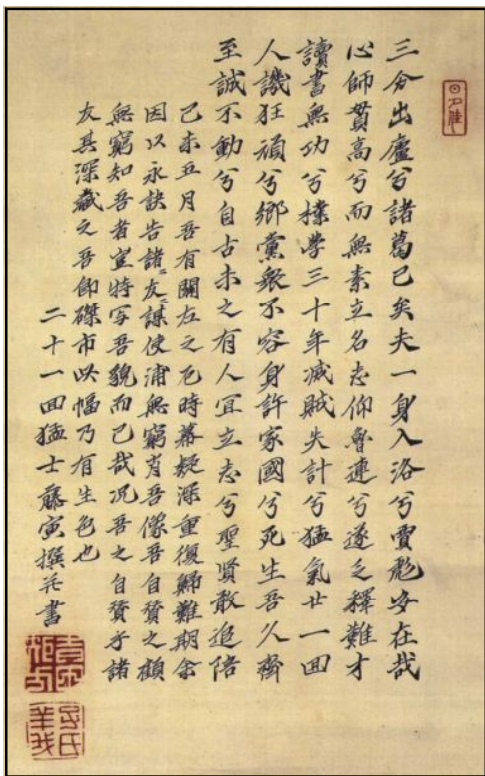 三分出廬兮諸葛已矣夫一身入洛兮賈彪安在哉
心師貫高兮而無素立名志仰魯連兮遂乏釋難才
讀書無功兮樸學三十年滅賊失計兮猛氣廿一回
人譏狂頑兮鄉黨衆不容身許家國兮死生吾久齊
至誠不動兮自古未之有人宜立志兮聖賢敢追陪
己未五月吾有關左之厄時幕疑深重復歸難期余
因以永訣告諸〻友〻謀使浦無窮肖吾像吾自贊之顧
無窮知吾者豈特写吾貌而已哉況吾之自贊乎諸
友其深藏之吾即磔市此幅乃有生色也
二十一回猛士藤寅撰并書